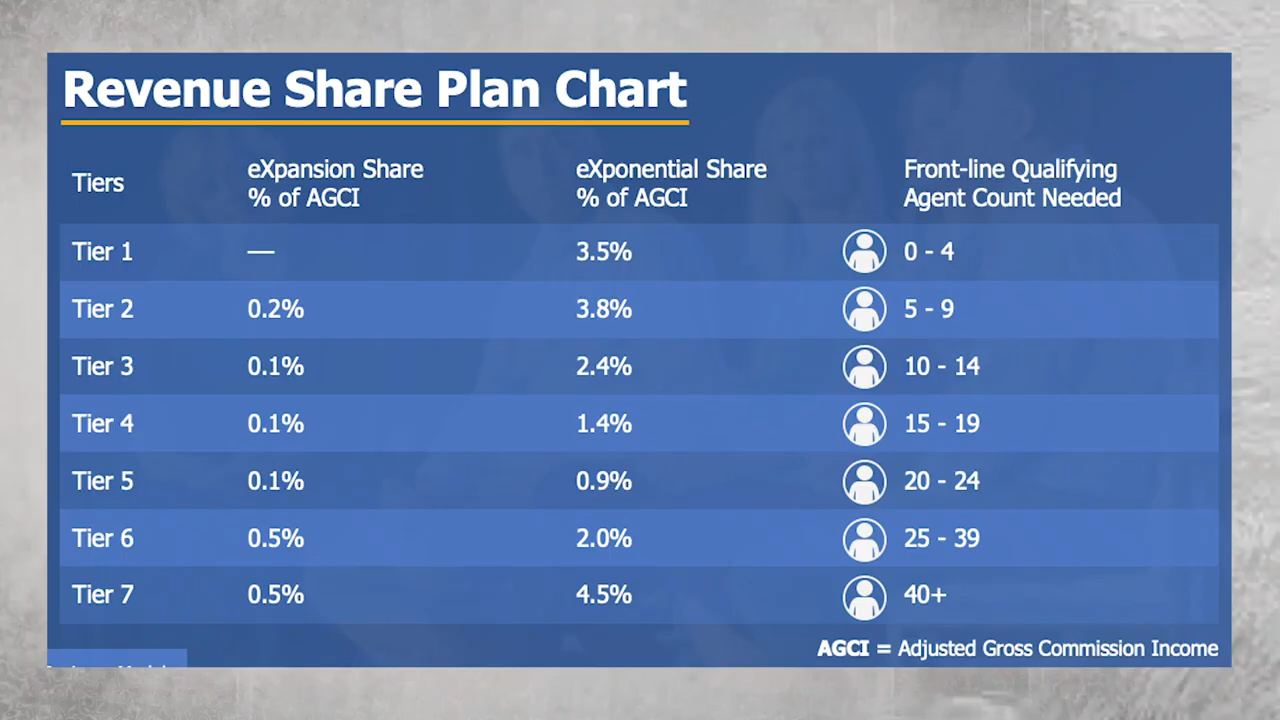 Revenue Share Plan Chart
Tiers
eXpansion Share
% of AGCI
eXponential Share
% of AGCI
Front-line Qualifying
Agent Count Needed
Tier 1 — 3.5% 0 - 4
Tier 2 0.2% 3.8% 5 - 9
Tier 3 0.1% 2.4% 10 - 14
Tier 4 0.1% 1.4% 15 - 19
Tier 5 0.1% 0.9% 20 - 24
Tier 6 0.5% 2.0% 25 - 39
Tier 7 0.5% 4.5% 40+
AGCI = Adjusted Gross Commission Income